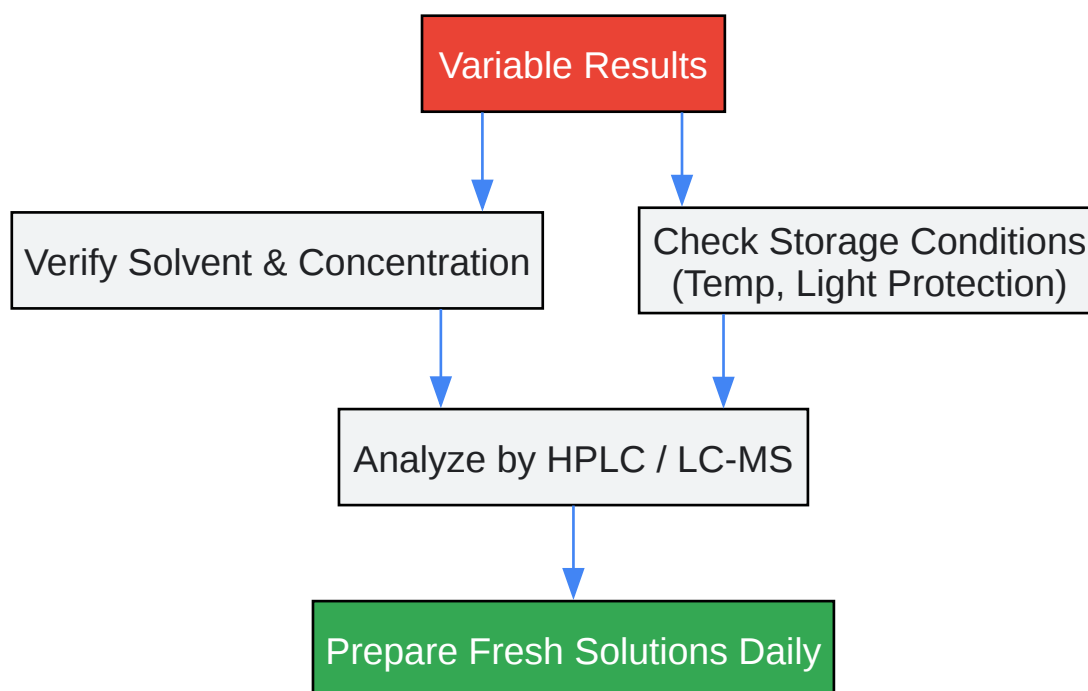 Variable Results
Verify Solvent & Concentration
Check Storage Conditions
(Temp, Light Protection)
Analyze by HPLC / LC-MS
Prepare Fresh Solutions Daily